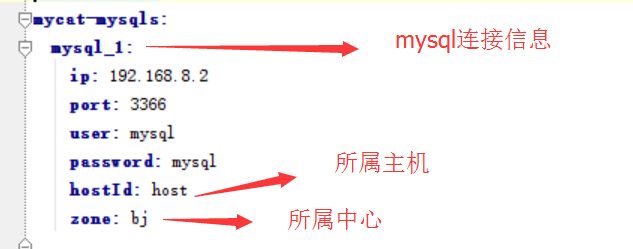 mycat-mysqls:
mysql_1:
mysql连接信息
ip: 192.168.8.2
port: 3366
user: mysql
password: mysql
所属主机
hostId: host
zone: bj
所属中心